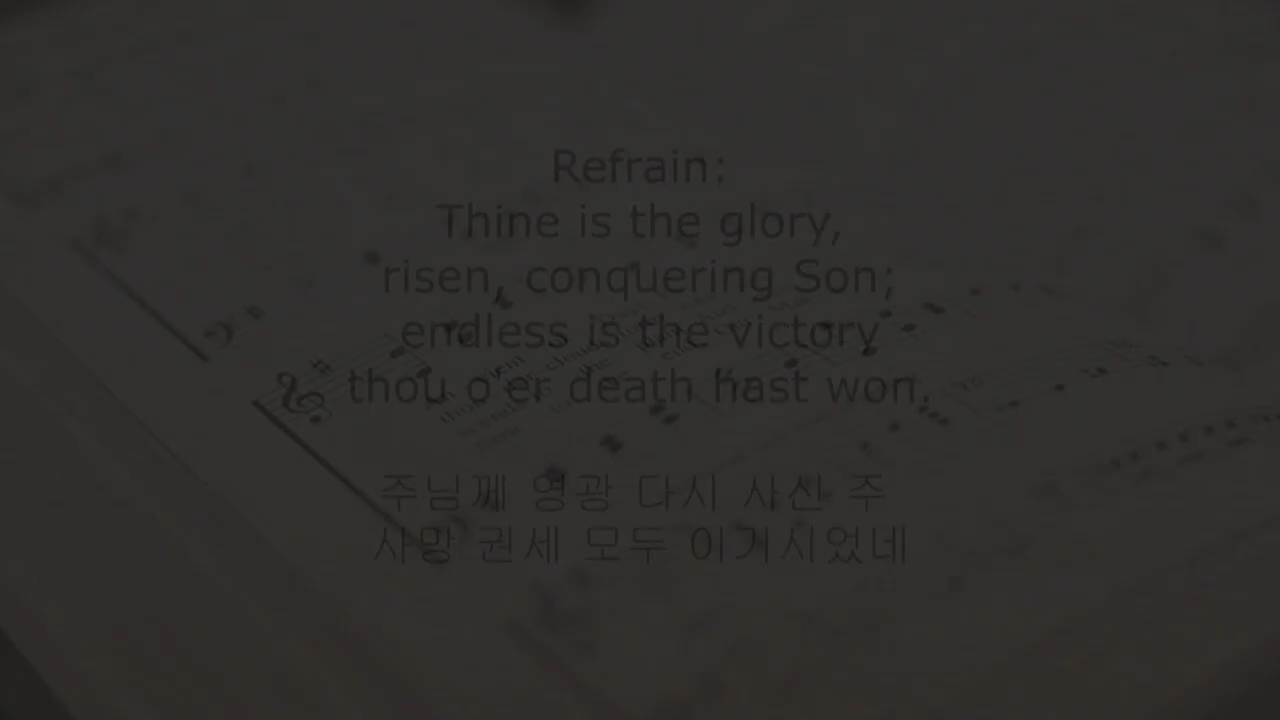 Refrain:
Thine is the glory,
risen, conquering Son;
endless is the victory
thou o'er death hast won.
주님께 영광 다시 사신 주
사망 권세 모두 이기시었네